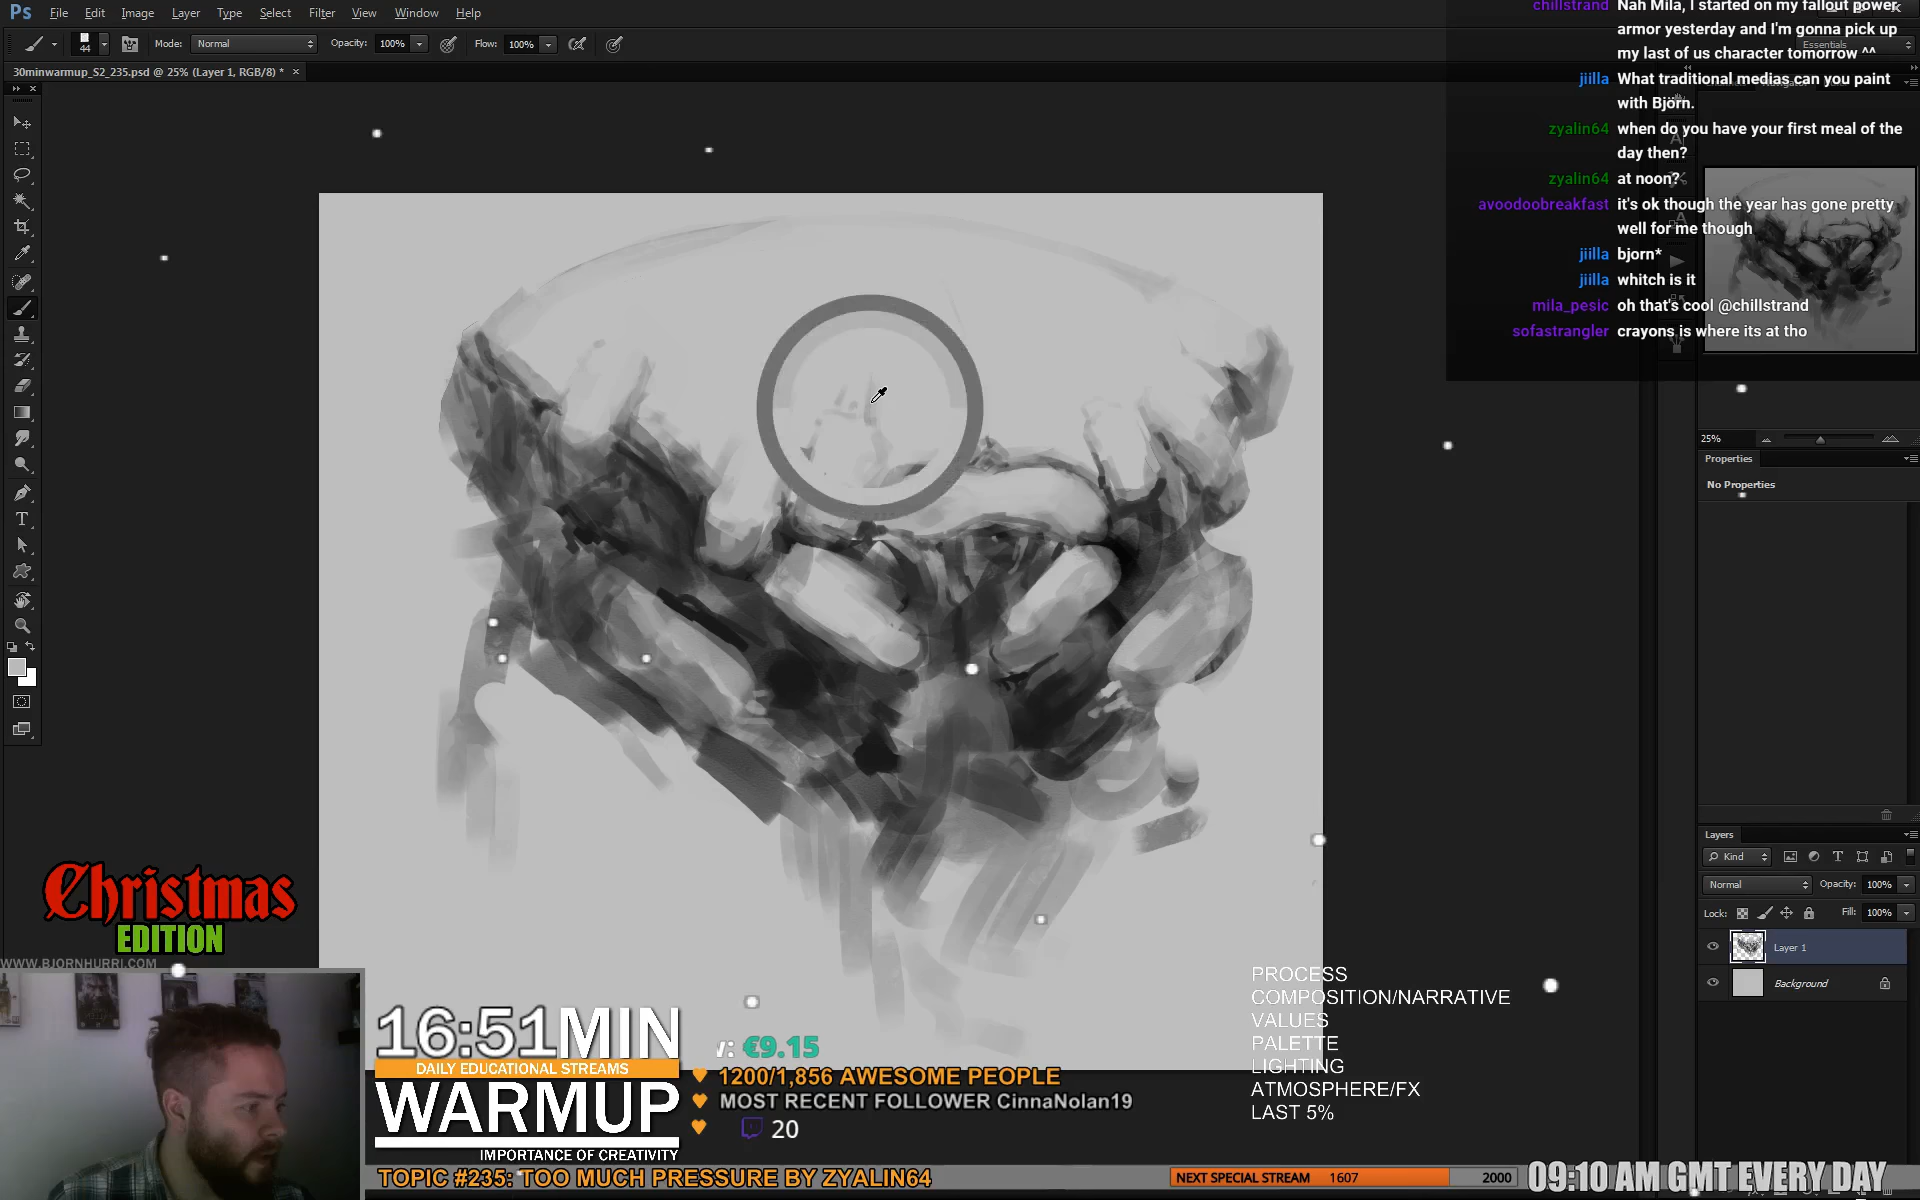 Ps File Edit Image Layer Type Select Filter View Window Help
44 Mode: Normal Opacity: 100% Flow: 100%
Essentials
30minwarmup_S2_235.psd @ 25% (Layer 1, RGB/8) * ×
chillstrand Nah Mila, I started on my fallout power
armor yesterday and I'm gonna pick up
my last of us character tomorrow ^^
jiilla What traditional medias can you paint
with Bjorn.
zyalin64 when do you have your first meal of the
day then?
zyalin64 at noon?
avoodoobreakfast it's ok though the year has gone pretty
well for me though
jiilla bjorn*
jiilla whitch is it
mila_pesic oh that's cool @chillstrand
sofastrangler crayons is where its at tho
25%
Properties
No Properties
Layers
Kind
Normal Opacity: 100%
Lock: Fill: 100%
Layer 1
Background
Christmas
EDITION
WWW.BJORNHURRI.COM
16:51MIN
DAILY EDUCATIONAL STREAMS
WARMUP
IMPORTANCE OF CREATIVITY
€9.15
1200/1,856 AWESOME PEOPLE
MOST RECENT FOLLOWER CinnaNolan19
20
PROCESS
COMPOSITION/NARRATIVE
VALUES
PALETTE
LIGHTING
ATMOSPHERE/FX
LAST 5%
TOPIC #235: TOO MUCH PRESSURE BY ZYALIN64
NEXT SPECIAL STREAM 1607 2000
09:10 AM GMT EVERY DAY